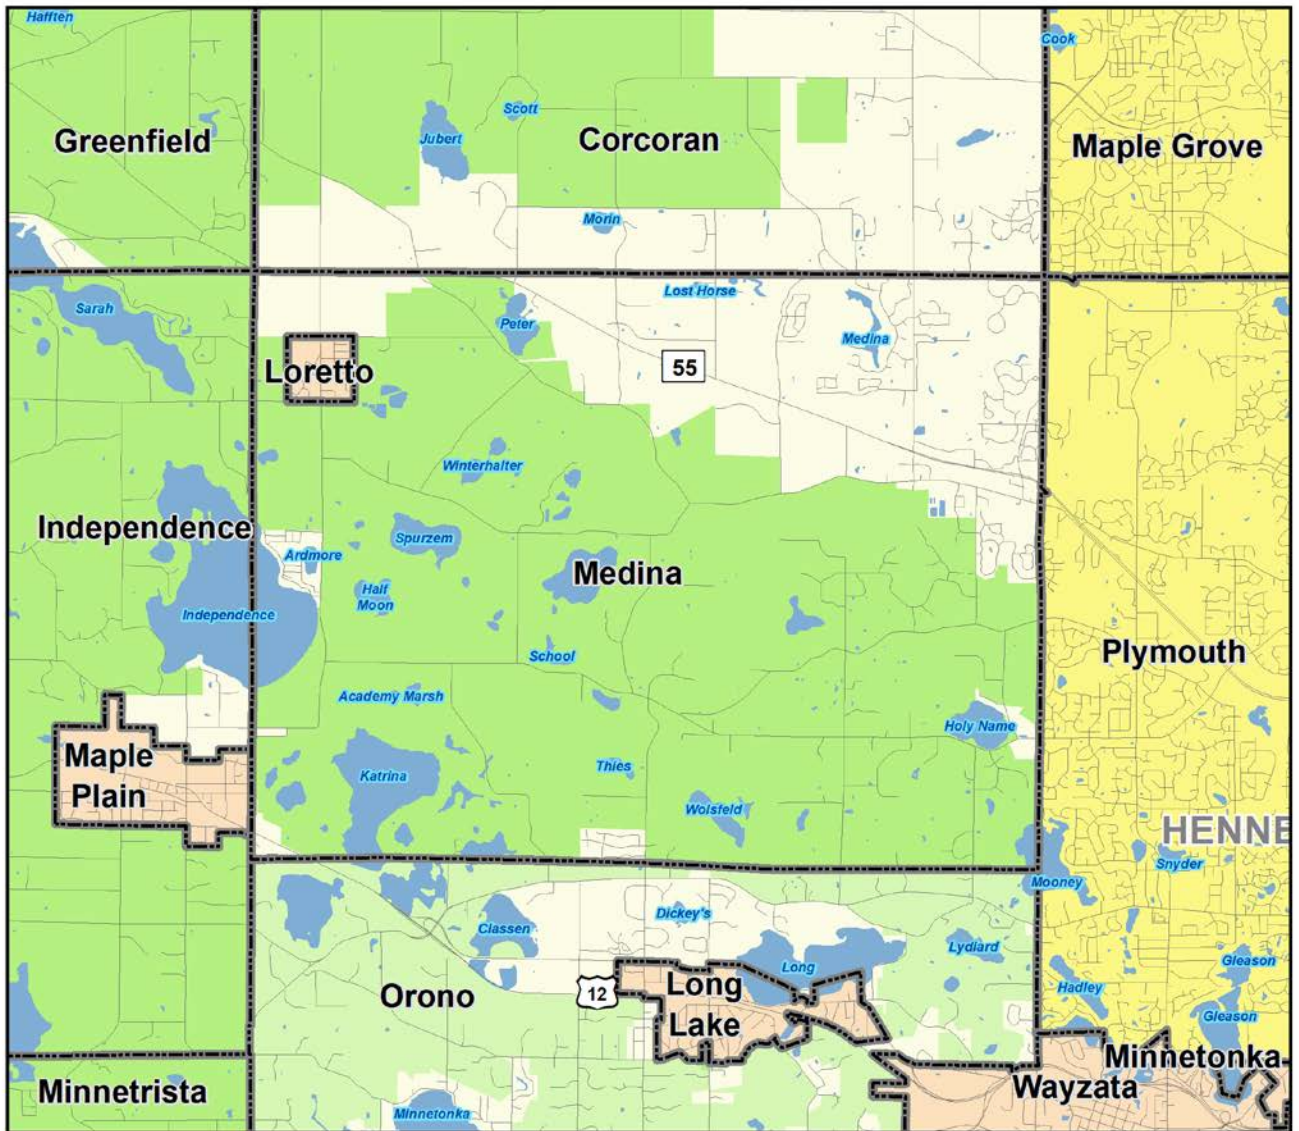 Hafften
Cook
Scott
Greenfield
Jubert
Corcoran
Maple Grove
Morin
Sarah
Lost Horse
Peter
Medina
Loretto
55
Winterhalter
Independence
Spurzem
Ardmore
Medina
Half
Moon
Independence
School
Plymouth
Academy Marsh
Holy Name
Maple
Plain
Katrina
Thies
Wolsfeld
HENNE
Snyder
Mooney
Dickey's
Classen
Lydiard
Long
Gleason
Orono
12
Long
Lake
Hadley
Gleason
Minnetonka
Minnetrista
Wayzata
Minnetonka